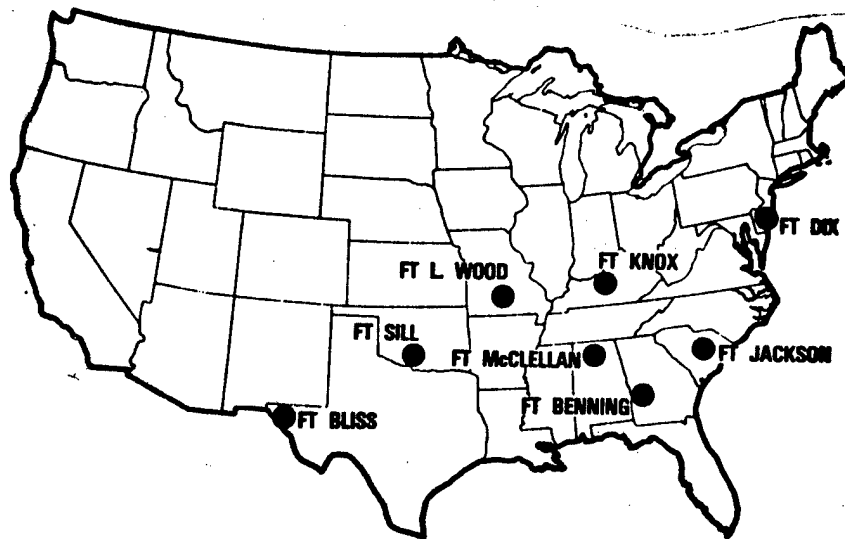 FT DIX
FT KNOX
FT L. WOOD
FT SILL
FT McCLELLAN
FT JACKSON
FT BENNING
FT BLISS